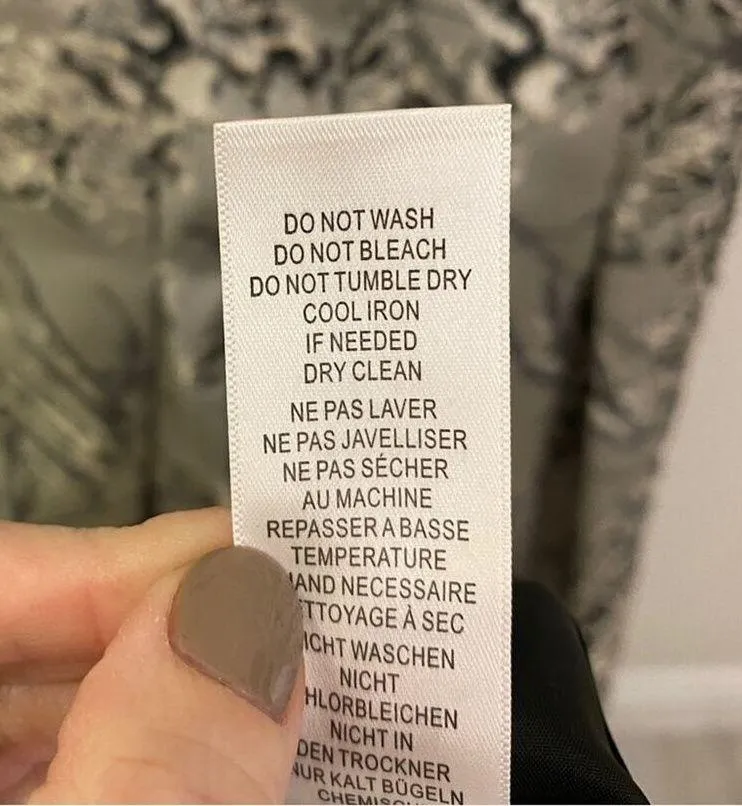 DO NOT WASH
DO NOT BLEACH
DO NOT TUMBLE DRY
COOL IRON
IF NEEDED
DRY CLEAN
NE PAS LAVER
NE PAS JAVELLISER
NE PAS SÉCHER
AU MACHINE
REPASSER A BASSE
TEMPERATURE
NECESSAIRE
À SEC
WASCHEN
NICHT
NICHT IN
DEN TROCKNER
NUR KALT BÜGELN